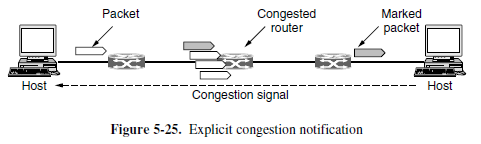 Packet
Congested
router
Marked
packet
Host
Congestion signal
Host
Figure 5-25. Explicit congestion notification